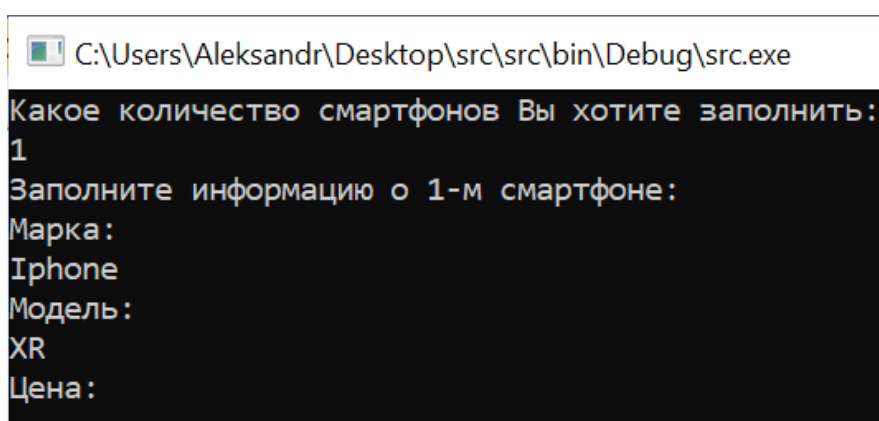 C:\Users\Aleksandr\Desktop\src\src\bin\Debug\src.exe
Какое количество смартфонов Вы хотите заполнить:
1
Заполните информацию о 1-м смартфоне:
Марка:
Iphone
Модель:
XR
Цена: